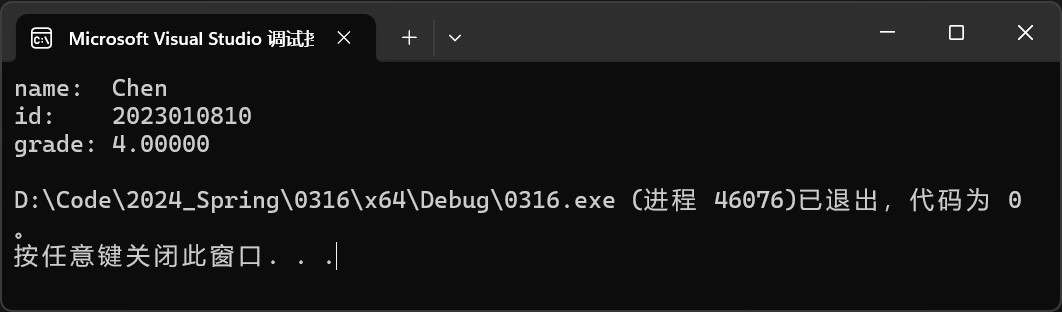 Microsoft Visual Studio 调试
name:  Chen
id:    2023010810
grade: 4.00000
D:\Code\2024_Spring\0316\x64\Debug\0316.exe (进程 46076)已退出，代码为 0
。
按任意键关闭此窗口. . .